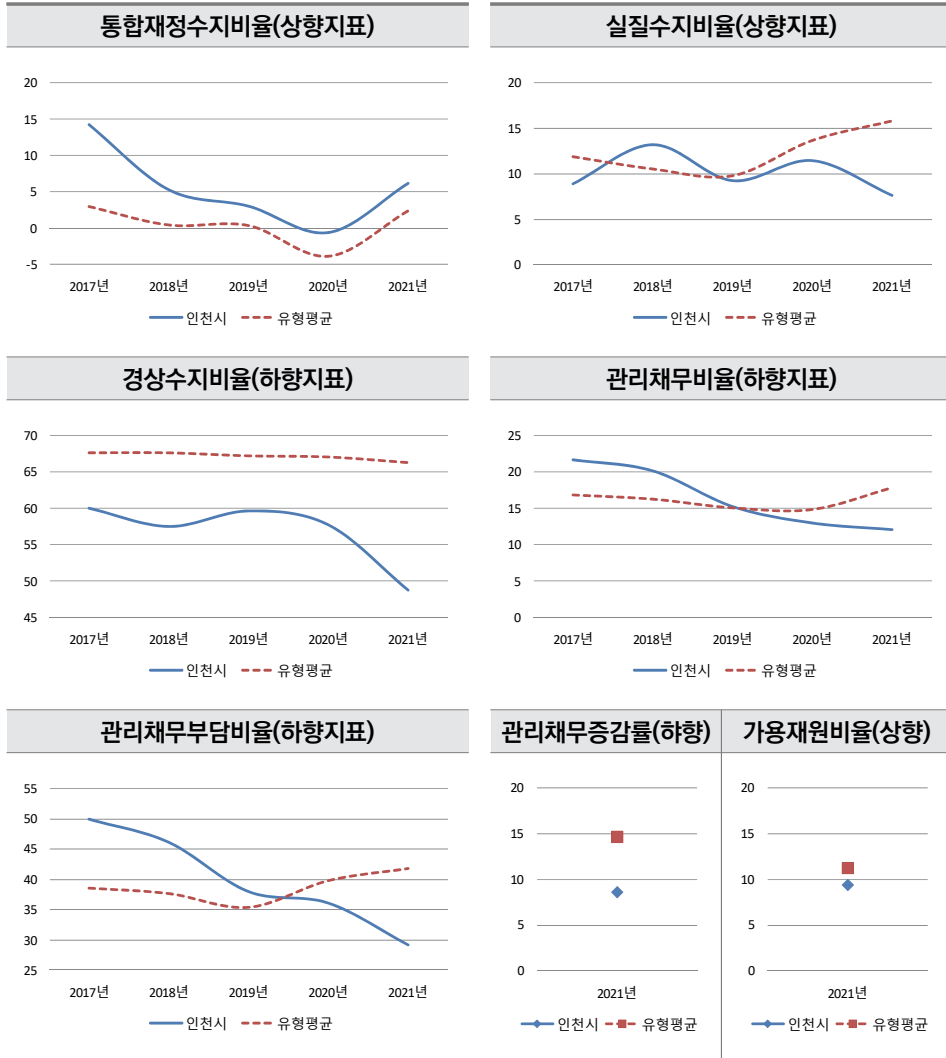 통합재정수지비율(상향지표)
20
15
10
5
0
-5
2017년 2018년 2019년 2020년 2021년
인천시 유형평균
실질수지비율(상향지표)
20
15
10
5
0
2017년 2018년 2019년 2020년 2021년
인천시 유형평균
경상수지비율(하향지표)
70
65
60
55
50
45
2017년 2018년 2019년 2020년 2021년
인천시 유형평균
관리채무비율(하향지표)
25
20
15
10
5
0
2017년 2018년 2019년 2020년 2021년
인천시 유형평균
관리채무부담비율(하향지표)
55
50
45
40
35
30
25
2017년 2018년 2019년 2020년 2021년
인천시 유형평균
관리채무증감률(햐향)
20
15
10
5
0
2021년
인천시 유형평균
가용재원비율(상향)
20
15
10
5
0
2021년
인천시 유형평균